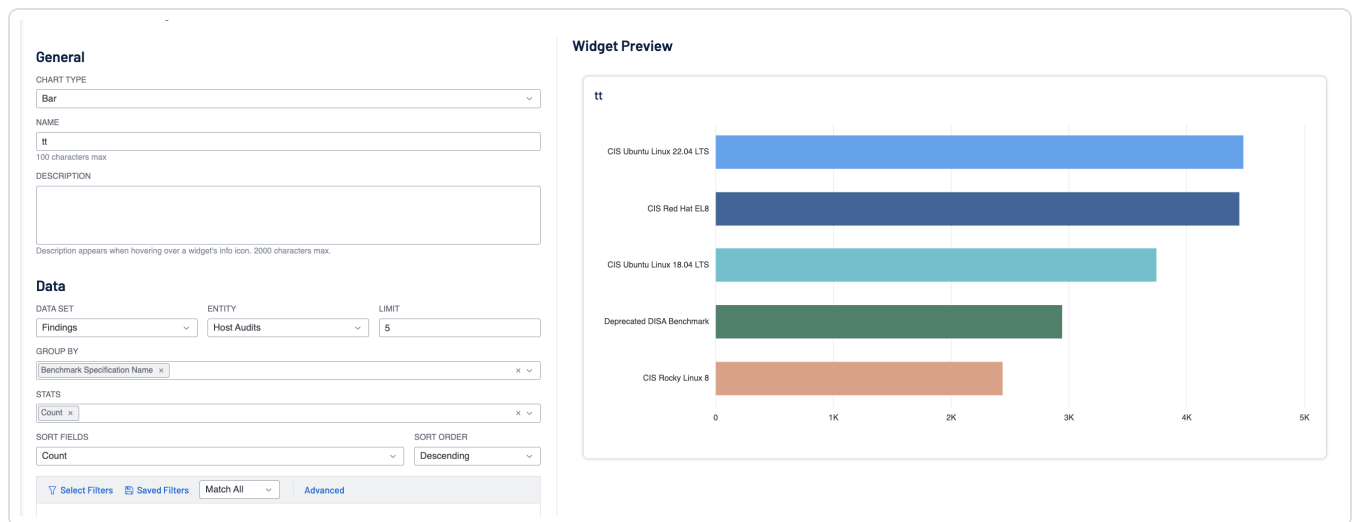 General
CHART TYPE
Bar
NAME
tt
100 characters max
DESCRIPTION
Description appears when hovering over a widget's info icon. 2000 characters max.
Data
DATA SET ENTITY LIMIT
Findings Host Audits 5
GROUP BY
Benchmark Specification Name ×
STATS
Count ×
SORT FIELDS SORT ORDER
Count Descending
Select Filters Saved Filters Match All Advanced
Widget Preview
tt
CIS Ubuntu Linux 22.04 LTS
CIS Red Hat EL8
CIS Ubuntu Linux 18.04 LTS
Deprecated DISA Benchmark
CIS Rocky Linux 8
0 1K 2K 3K 4K 5K